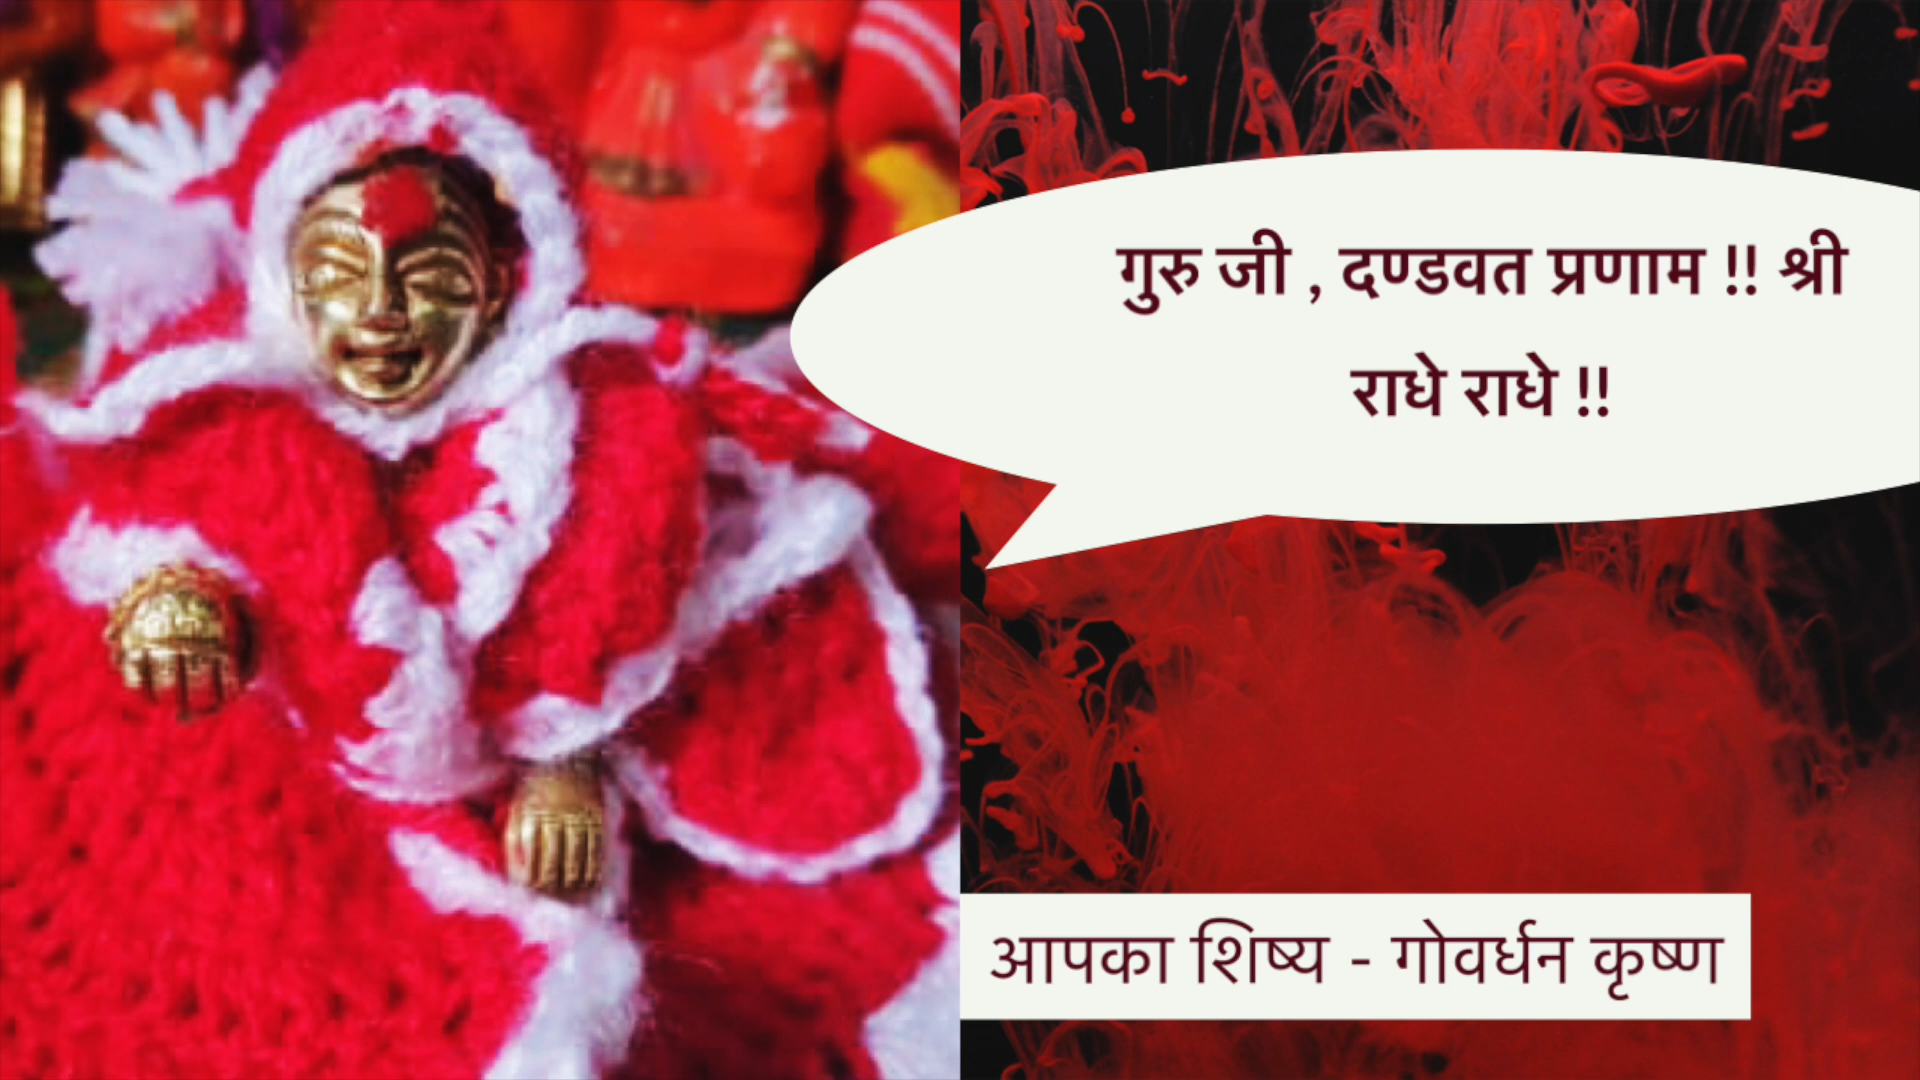 गुरु जी , दण्डवत प्रणाम !! श्री
राधे राधे !!
आपका शिष्य - गोवर्धन कृष्ण